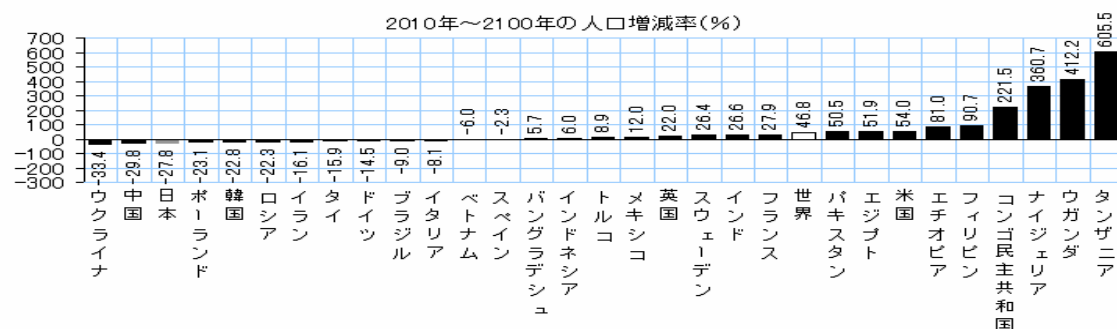 2010年～2100年の人口増減率(%)
700
600
500
400
300
200
100
0
-100
-200
-300
-33.4
-29.8
-27.8
-23.1
-22.8
-22.3
-16.1
-15.9
-14.5
-9.0
-8.1
-6.0
-2.3
5.7
6.0
8.9
12.0
22.0
26.4
26.6
27.9
46.8
50.5
51.9
54.0
81.0
90.7
221.5
360.7
412.2
605.5
ウクライナ
中国
日本
ポーランド
韓国
ロシア
イラン
タイ
ドイツ
ブラジル
イタリア
ベトナム
スペイン
バングラデシュ
インドネシア
トルコ
メキシコ
英国
スウェーデン
インド
フランス
世界
パキスタン
エジプト
米国
エチオピア
フィリピン
コンゴ民主共和国
ナイジェリア
ウガンダ
タンザニア